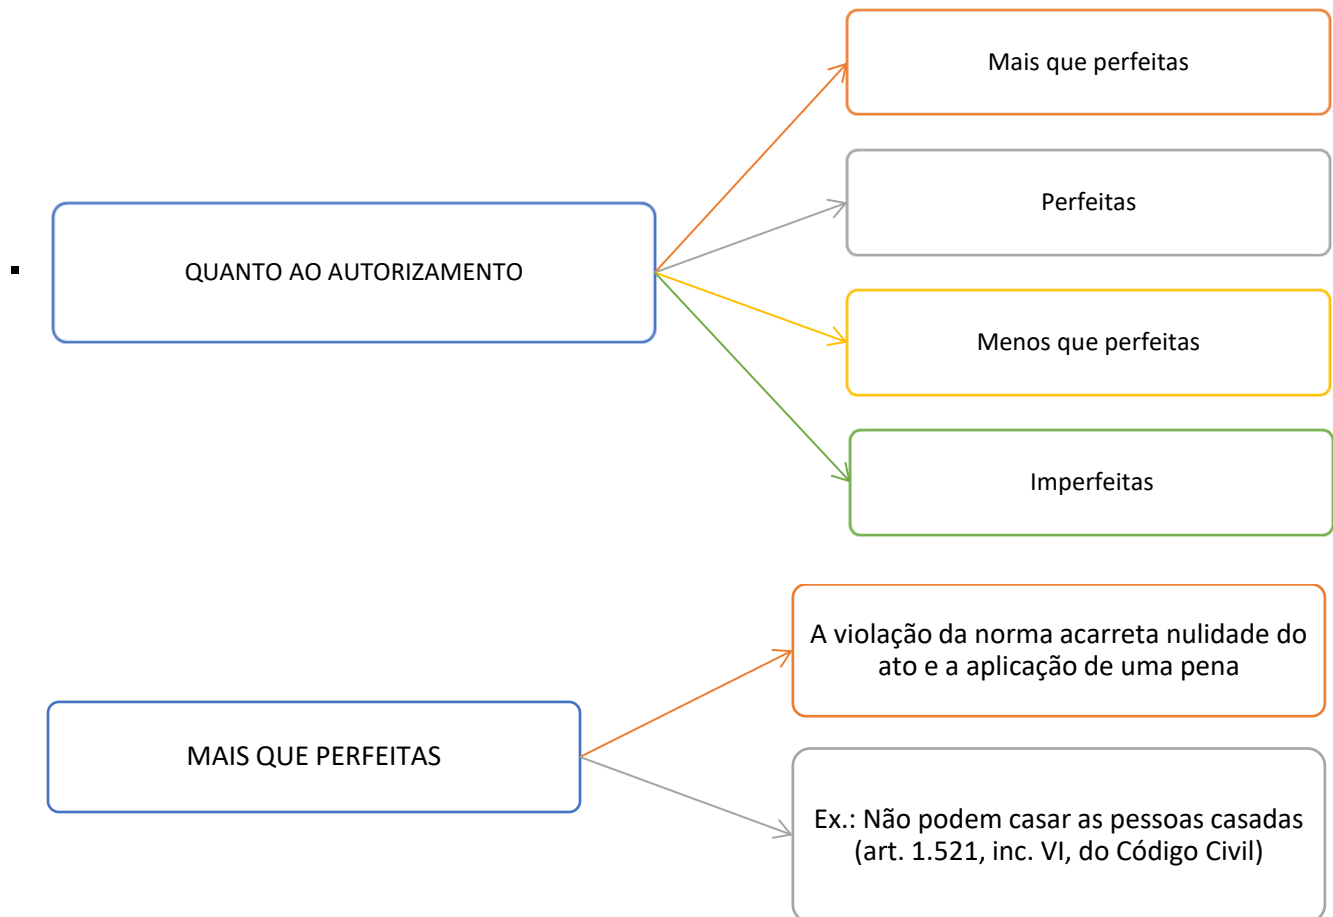 Mais que perfeitas
Perfeitas
QUANTO AO AUTORIZAMENTO
Menos que perfeitas
Imperfeitas
A violação da norma acarreta nulidade do
ato e a aplicação de uma pena
MAIS QUE PERFEITAS
Ex.: Não podem casar as pessoas casadas
(art. 1.521, inc. VI, do Código Civil)